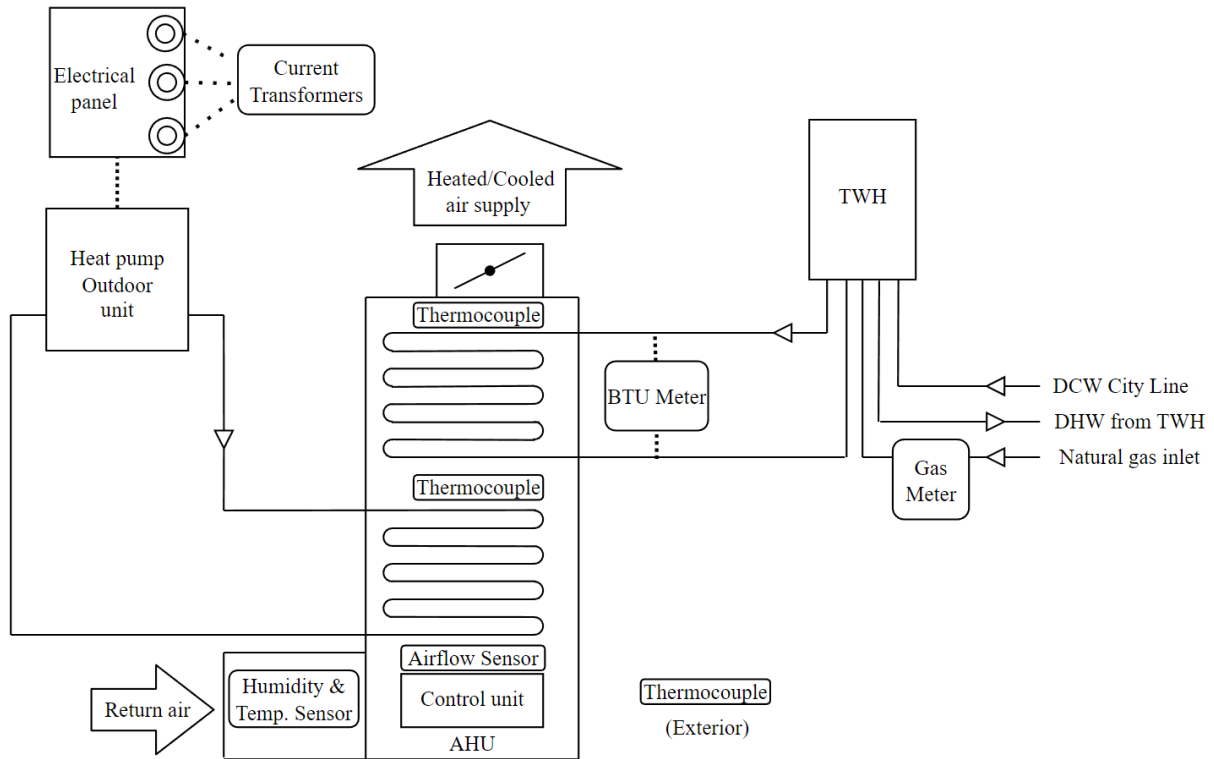 Electrical
panel
Current
Transformers
Heated/Cooled
air supply
TWH
Heat pump
Outdoor
unit
Thermocouple
BTU Meter
DCW City Line
DHW from TWH
Natural gas inlet
Gas
Meter
Thermocouple
Airflow Sensor
Humidity &
Temp. Sensor
Return air
Control unit
AHU
Thermocouple
(Exterior)